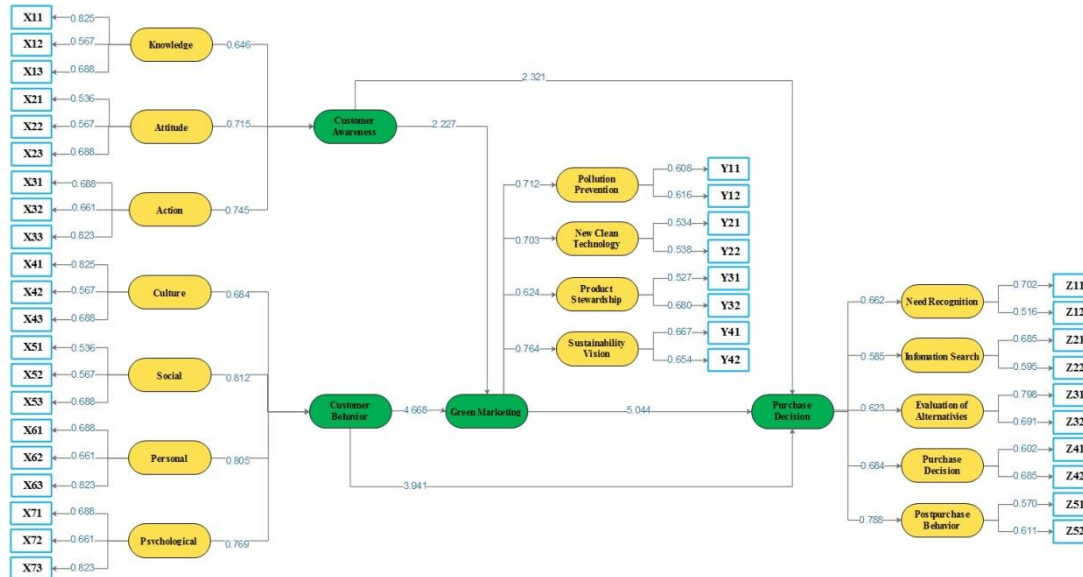 X11
0.825
X12
0.567
Knowledge
0.646
X13
0.688
X21
0.536
X22
0.567
Attitude
0.715
X23
0.688
X31
0.688
X32
0.661
Action
0.745
X33
0.823
X41
0.825
X42
0.567
Culture
0.684
X43
0.688
X51
0.536
X52
0.567
Social
0.812
X53
0.688
X61
0.688
X62
0.661
Personal
0.805
X63
0.823
X71
0.688
X72
0.661
Psychological
0.769
X73
0.823
Customer
Awareness
2.321
2.227
Customer
Behavior
4.668
3.941
Green Marketing
5.044
0.712
Pollution
Prevention
0.608
Y11
0.616
Y12
0.703
New Clean
Technology
0.534
Y21
0.538
Y22
0.624
Product
Stewardship
0.527
Y31
0.680
Y32
0.764
Sustainability
Vision
0.667
Y41
0.654
Y42
Purchase
Decision
0.662
Need Recognition
0.702
Z11
0.516
Z12
0.585
Infomation Search
0.685
Z21
0.595
Z22
0.623
Evaluation of
Alternativies
0.796
Z31
0.691
Z32
0.684
Purchase
Decision
0.602
Z41
0.685
Z42
0.788
Postpurchase
Behavior
0.570
Z51
0.611
Z52